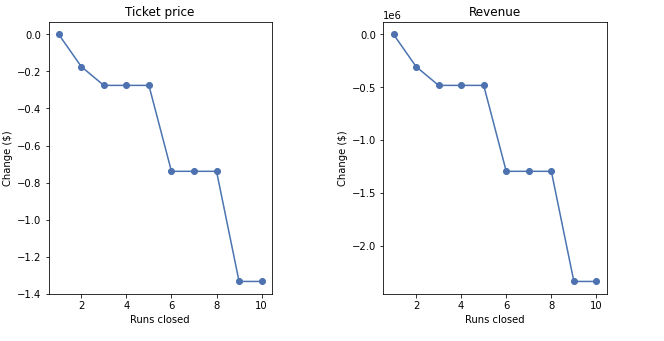 Ticket price
0.0
−0.2
−0.4
−0.6
−0.8
−1.0
−1.2
−1.4
Change ($)
2 4 6 8 10
Runs closed
Revenue
1e6
0.0
−0.5
−1.0
−1.5
−2.0
Change ($)
2 4 6 8 10
Runs closed